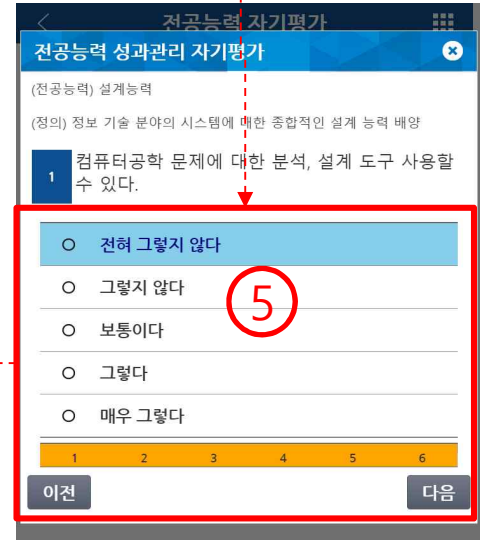 전공능력 자기평가
전공능력 성과관리 자기평가
(전공능력) 설계능력
(정의) 정보 기술 분야의 시스템에 대한 종합적인 설계 능력 배양
1 컴퓨터공학 문제에 대한 분석, 설계 도구 사용할
수 있다.
전혀 그렇지 않다
그렇지 않다
5
보통이다
그렇다
매우 그렇다
1 2 3 4 5 6
이전 다음